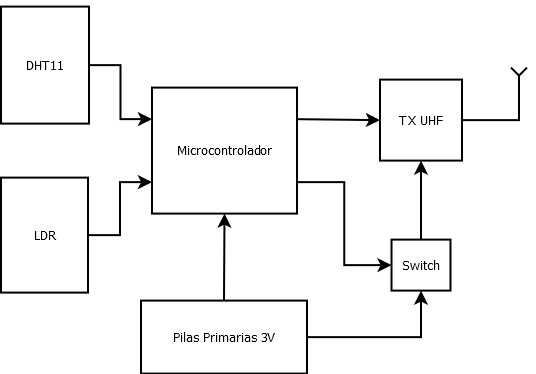 DHT11
Microcontrolador
TX UHF
LDR
Switch
Pilas Primarias 3V